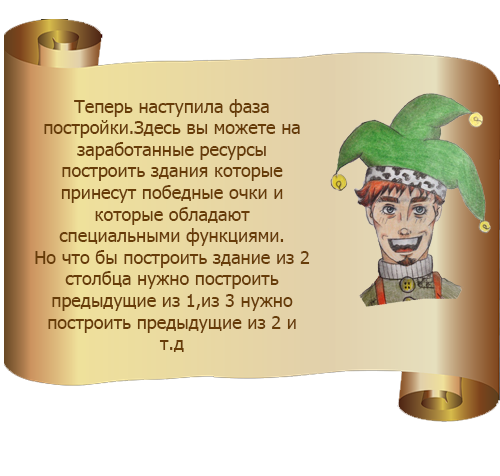 Теперь наступила фаза
постройки.Здесь вы можете на
заработанные ресурсы
построить здания которые
принесут победные очки и
которые обладают
специальными функциями.
Но что бы построить здание из 2
столбца нужно построить
предыдущие из 1,из 3 нужно
построить предыдущие из 2 и
т.д